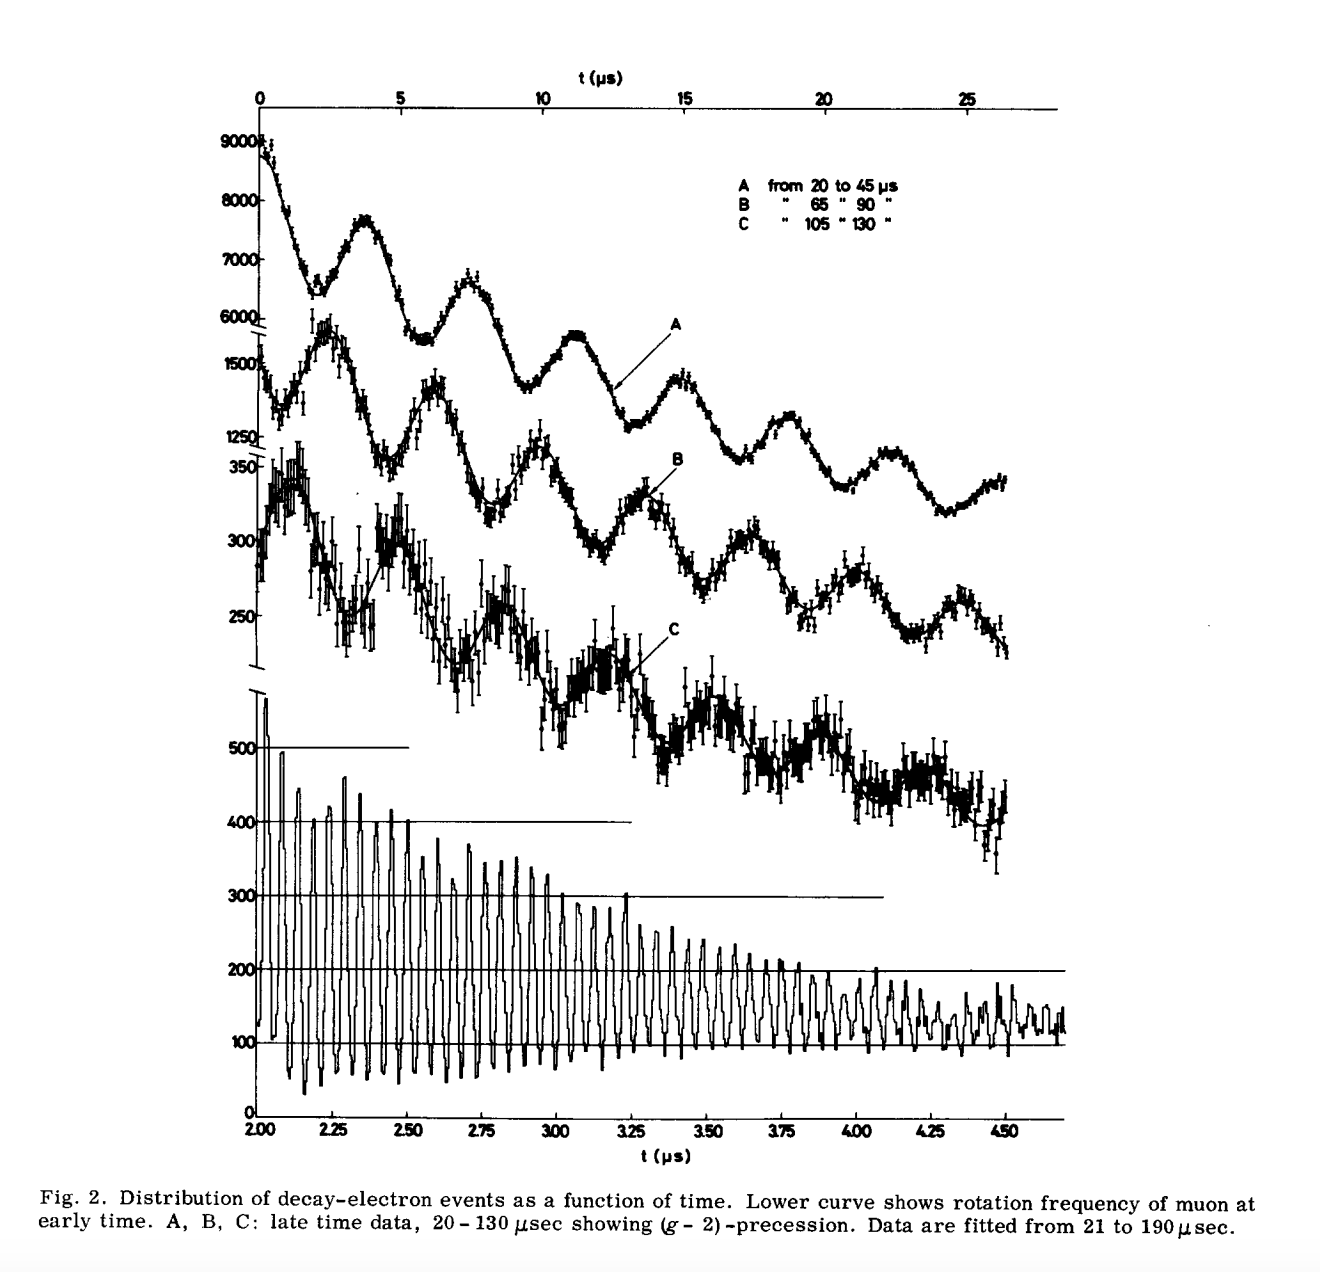 t (μs)
0 5 10 15 20 25
9000
8000
7000
6000
1500
1250
350
300
250
500
400
300
200
100
0
A from 20 to 45 μs
B " 65 " 90 "
C " 105 " 130 "
A
B
C
2.00 2.25 2.50 2.75 3.00 3.25 3.50 3.75 4.00 4.25 4.50
t (μs)
Fig. 2. Distribution of decay-electron events as a function of time. Lower curve shows rotation frequency of muon at
early time. A, B, C: late time data, 20-130 μsec showing (g - 2)-precession. Data are fitted from 21 to 190 μsec.